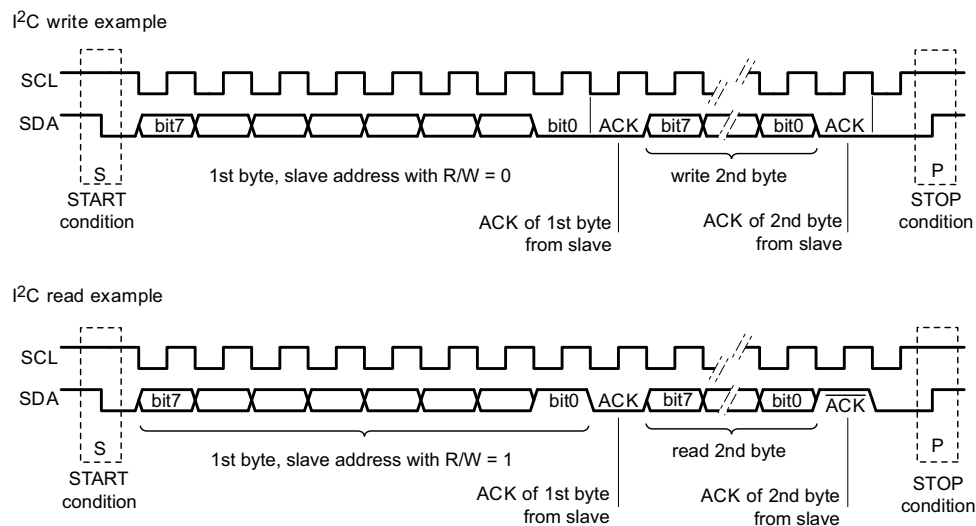 I²C write example
SCL
SDA
bit7
bit0
ACK
bit7
bit0
ACK
S
START
condition
1st byte, slave address with R/W = 0
write 2nd byte
ACK of 1st byte
from slave
ACK of 2nd byte
from slave
P
STOP
condition
I²C read example
SCL
SDA
bit7
bit0
ACK
bit7
bit0
A̅C̅K̅
S
START
condition
1st byte, slave address with R/W = 1
read 2nd byte
ACK of 1st byte
from slave
ACK of 2nd byte
from slave
P
STOP
condition